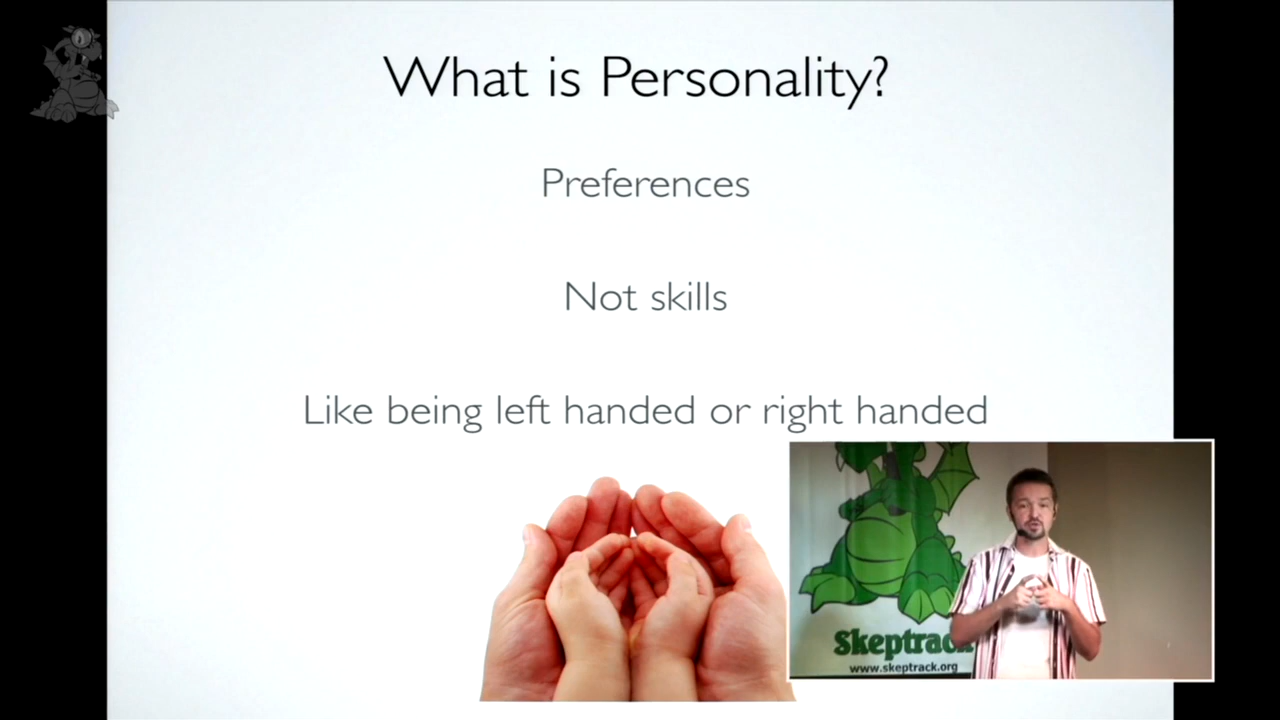 What is Personality?
Preferences
Not skills
Like being left handed or right handed
Skeptrack
www.skeptrack.org